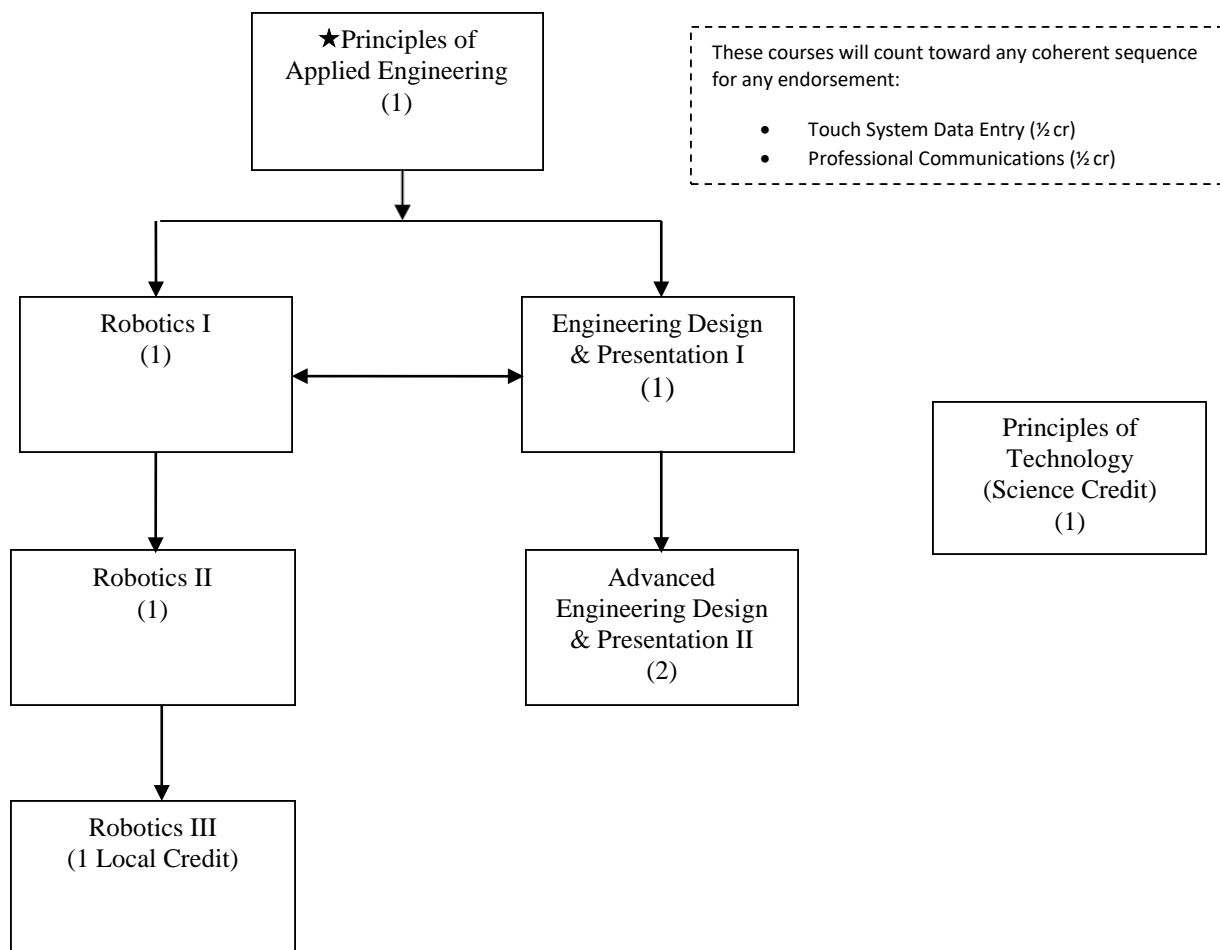 ★Principles of
Applied Engineering
(1)
These courses will count toward any coherent sequence
for any endorsement:
• Touch System Data Entry (½ cr)
• Professional Communications (½ cr)
Robotics I
(1)
Engineering Design
& Presentation I
(1)
Principles of
Technology
(Science Credit)
(1)
Robotics II
(1)
Advanced
Engineering Design
& Presentation II
(2)
Robotics III
(1 Local Credit)